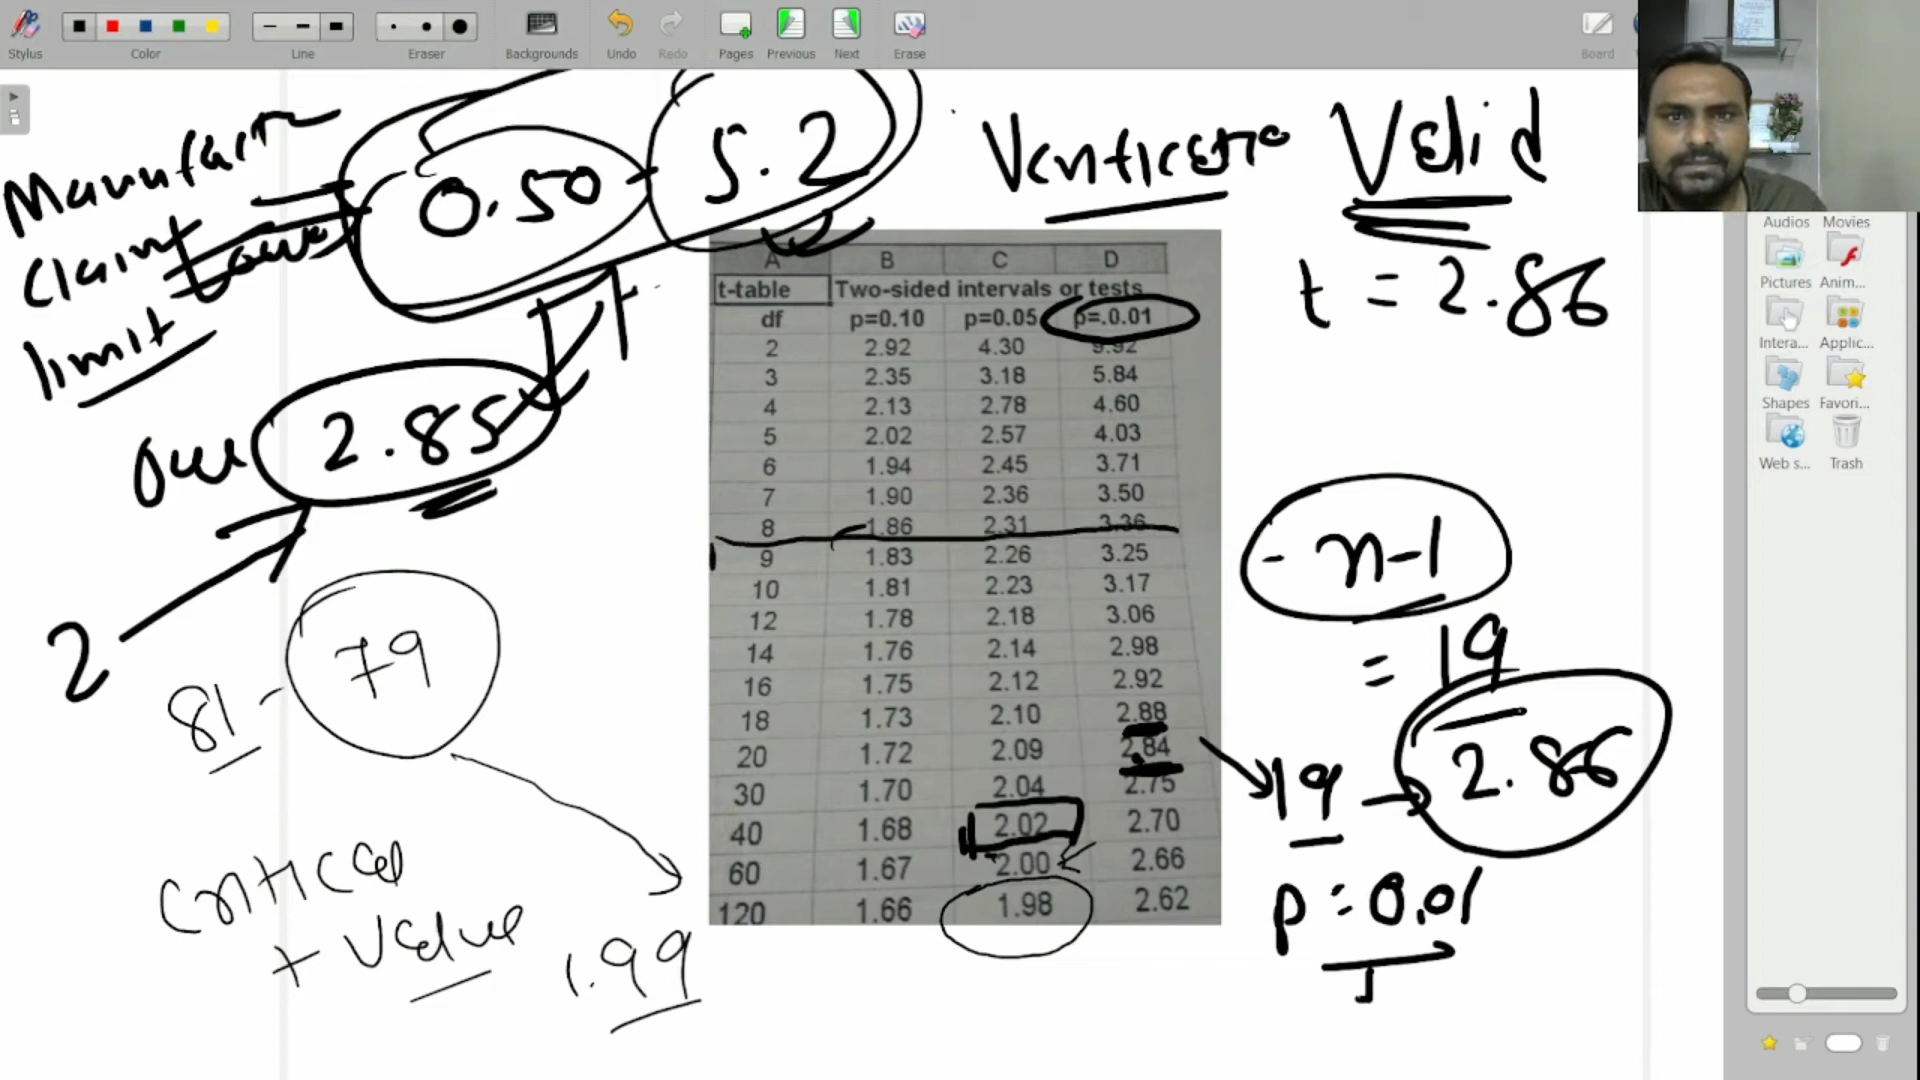 Stylus Color Line Eraser Backgrounds Undo Redo Pages Previous Next Erase Board
Manufact
Claim
limit
0.50 - 5.2
Valid
t = 2.86
Our 2.85
2
81 - 79
Critical
t Value
1.99
A B C D
t-table Two-sided intervals or tests
df p=0.10 p=0.05 p=.0.01
2 2.92 4.30 9.92
3 2.35 3.18 5.84
4 2.13 2.78 4.60
5 2.02 2.57 4.03
6 1.94 2.45 3.71
7 1.90 2.36 3.50
8 1.86 2.31 3.36
9 1.83 2.26 3.25
10 1.81 2.23 3.17
12 1.78 2.18 3.06
14 1.76 2.14 2.98
16 1.75 2.12 2.92
18 1.73 2.10 2.88
20 1.72 2.09 2.84
30 1.70 2.04 2.75
40 1.68 2.02 2.70
60 1.67 2.00 2.66
120 1.66 1.98 2.62
- n-1
= 19
19 → 2.86
p = 0.01
Audios Movies
Pictures Anim...
Intera... Applic...
Shapes Favori...
Web s... Trash